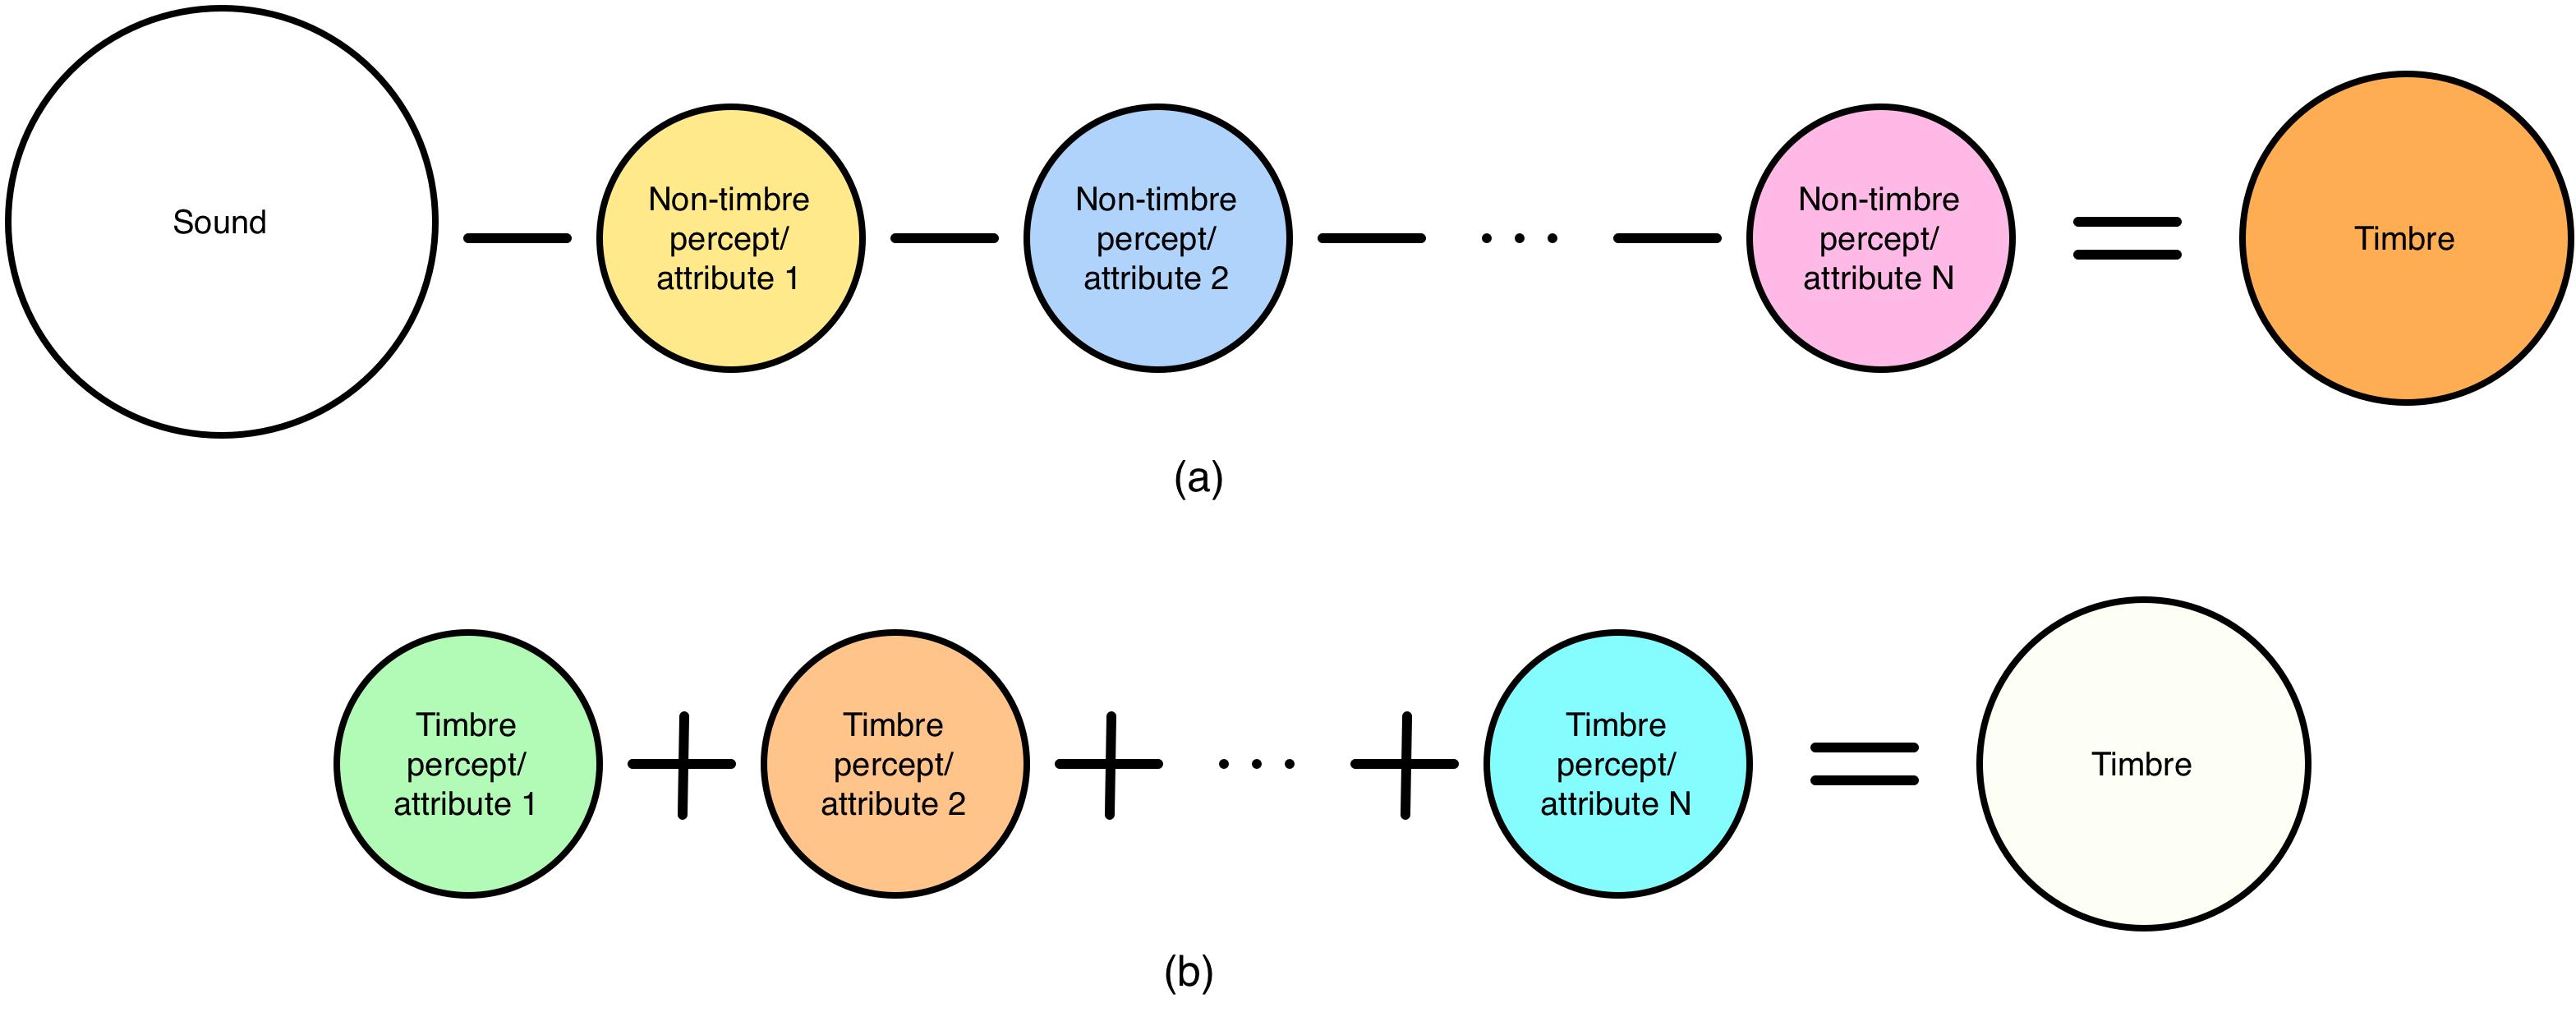 Sound
Non-timbre
percept/
attribute 1
Non-timbre
percept/
attribute 2
. . .
Non-timbre
percept/
attribute N
Timbre
(a)
Timbre
percept/
attribute 1
Timbre
percept/
attribute 2
. . .
Timbre
percept/
attribute N
Timbre
(b)